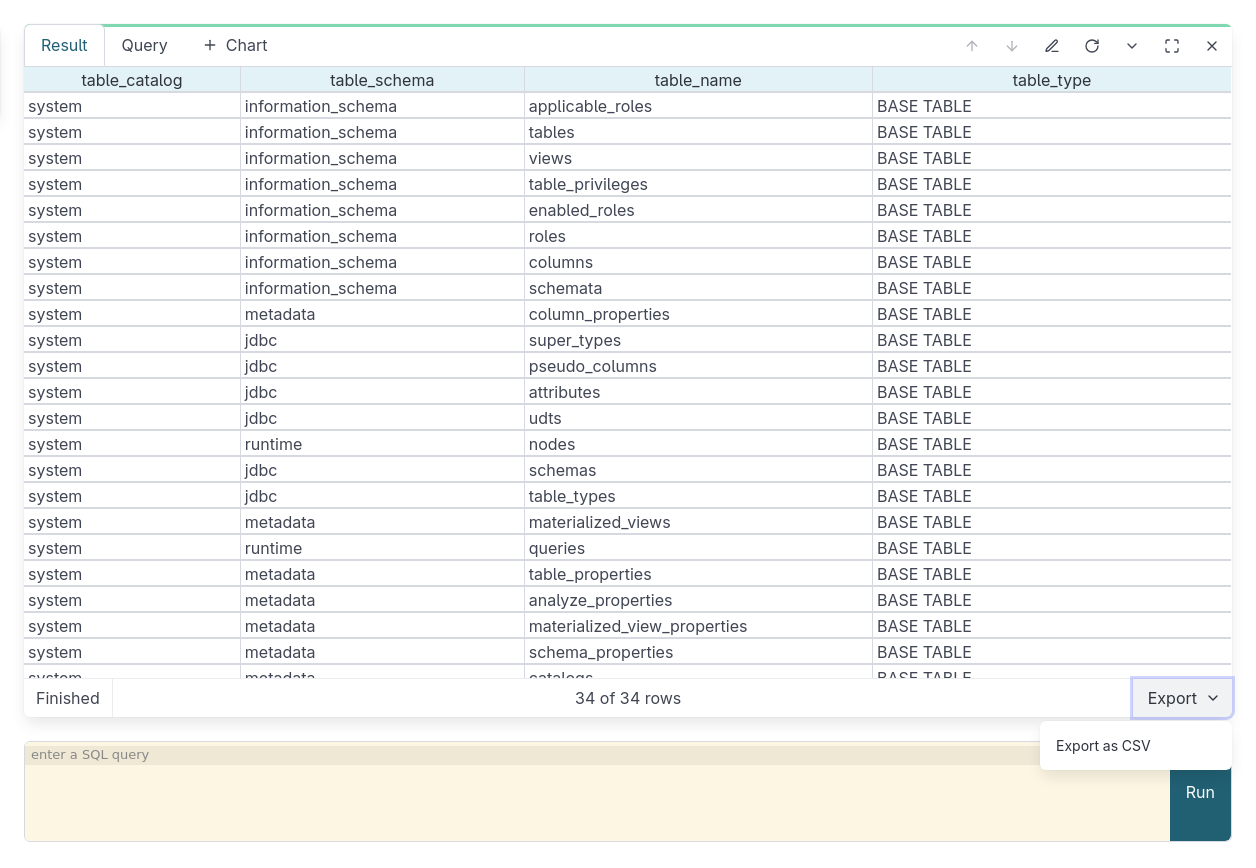 Result Query + Chart
table_catalog table_schema table_name table_type
system information_schema applicable_roles BASE TABLE
system information_schema tables BASE TABLE
system information_schema views BASE TABLE
system information_schema table_privileges BASE TABLE
system information_schema enabled_roles BASE TABLE
system information_schema roles BASE TABLE
system information_schema columns BASE TABLE
system information_schema schemata BASE TABLE
system metadata column_properties BASE TABLE
system jdbc super_types BASE TABLE
system jdbc pseudo_columns BASE TABLE
system jdbc attributes BASE TABLE
system jdbc udts BASE TABLE
system runtime nodes BASE TABLE
system jdbc schemas BASE TABLE
system jdbc table_types BASE TABLE
system metadata materialized_views BASE TABLE
system runtime queries BASE TABLE
system metadata table_properties BASE TABLE
system metadata analyze_properties BASE TABLE
system metadata materialized_view_properties BASE TABLE
system metadata schema_properties BASE TABLE
system metadata catalogs BASE TABLE
Finished 34 of 34 rows Export
Export as CSV
enter a SQL query
Run